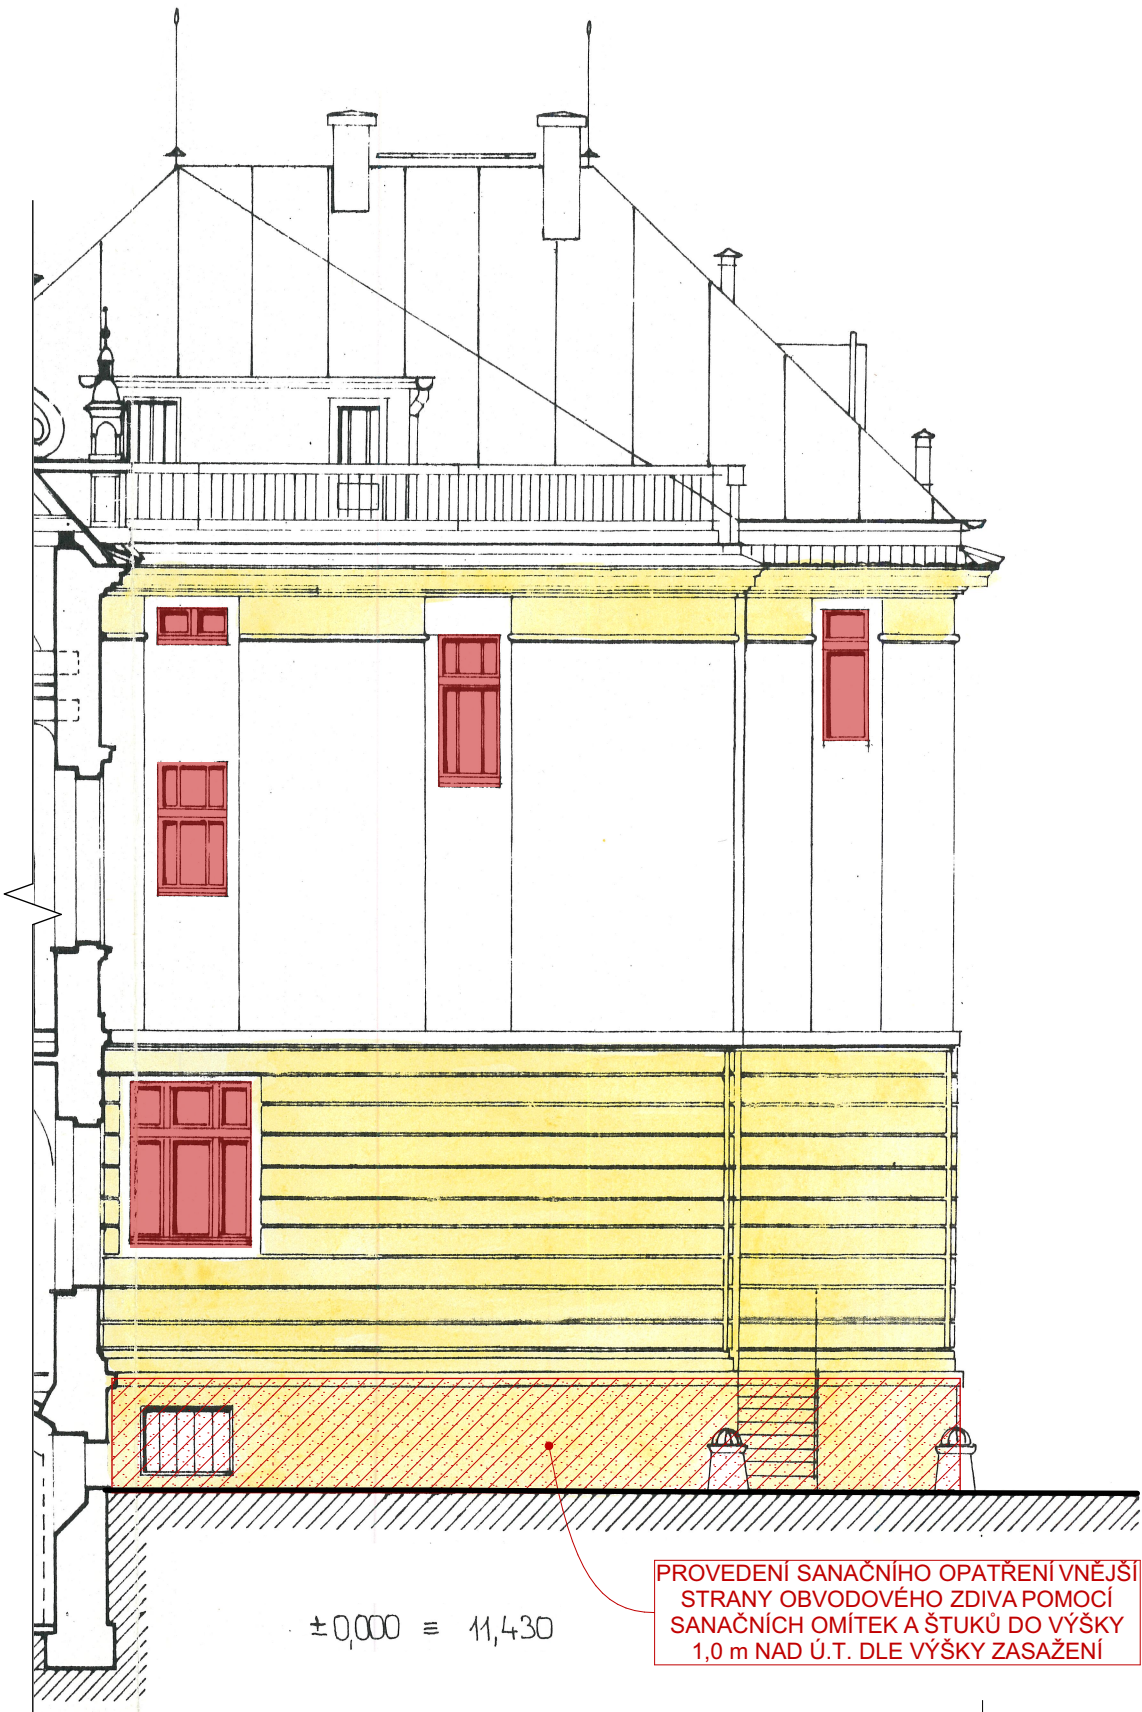 PROVEDENÍ SANAČNÍHO OPATŘENÍ VNĚJŠÍ
STRANY OBVODOVÉHO ZDIVA POMOCÍ
SANAČNÍCH OMÍTEK A ŠTUKŮ DO VÝŠKY
1,0 m NAD Ú.T. DLE VÝŠKY ZASAŽENÍ
±0,000 ≡ 11,430